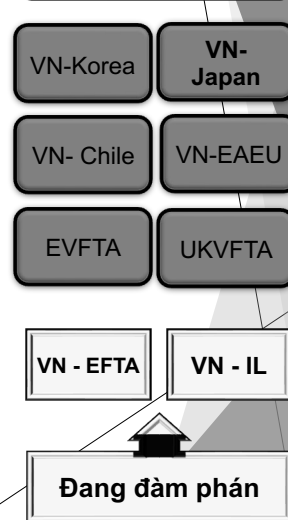 VN-Korea
VN-
Japan
VN- Chile
VN-EAEU
EVFTA
UKVFTA
VN - EFTA
VN - IL
Đang đàm phán